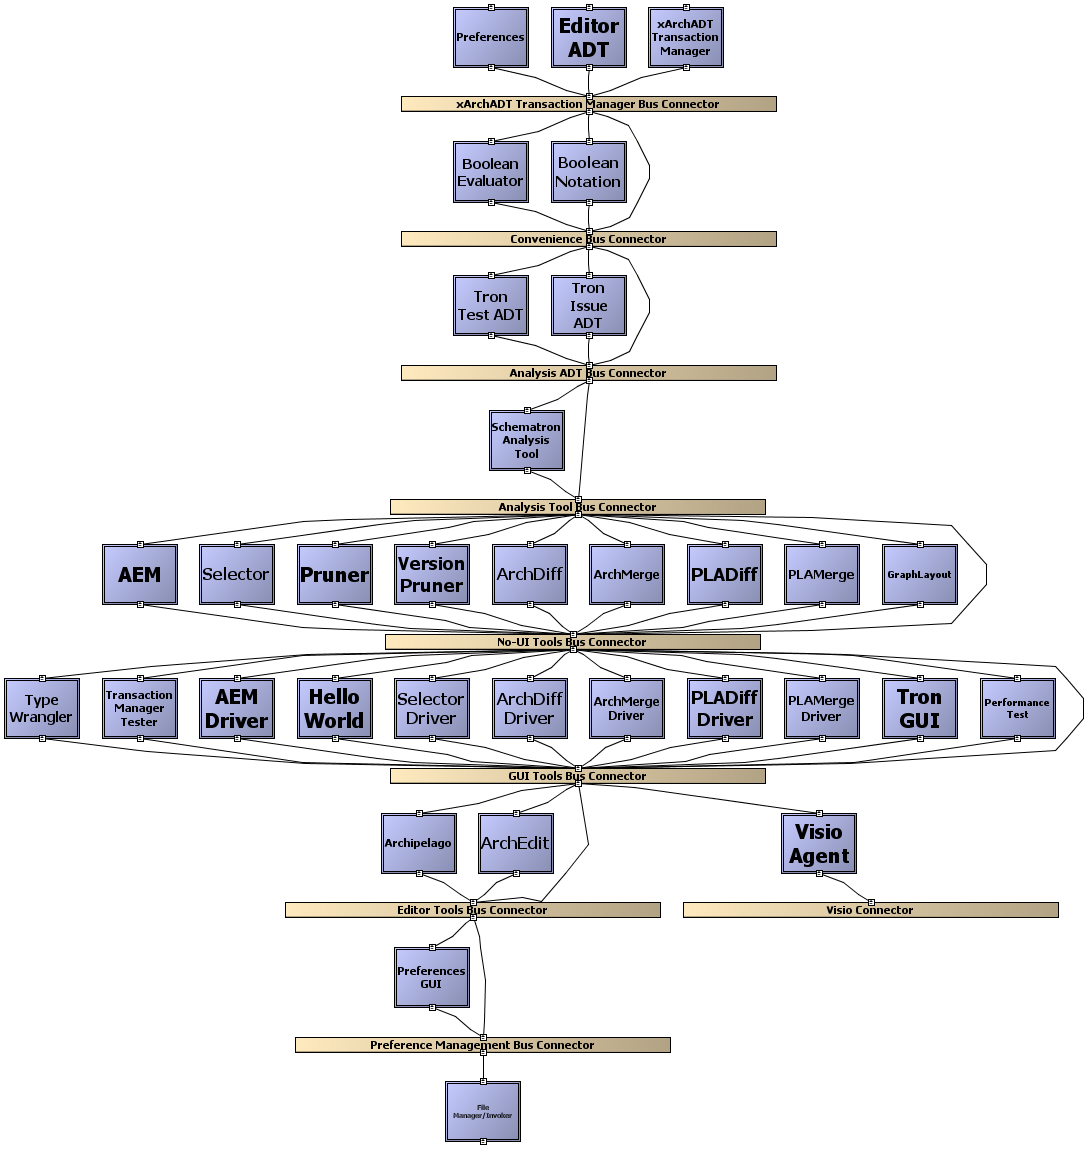 Preferences
Editor
ADT
xArchADT
Transaction
Manager
xArchADT Transaction Manager Bus Connector
Boolean
Evaluator
Boolean
Notation
Convenience Bus Connector
Tron
Test ADT
Tron
Issue
ADT
Analysis ADT Bus Connector
Schematron
Analysis
Tool
Analysis Tool Bus Connector
AEM
Selector
Pruner
Version
Pruner
ArchDiff
ArchMerge
PLADiff
PLAMerge
GraphLayout
No-UI Tools Bus Connector
Type
Wrangler
Transaction
Manager
Tester
AEM
Driver
Hello
World
Selector
Driver
ArchDiff
Driver
ArchMerge
Driver
PLADiff
Driver
PLAMerge
Driver
Tron
GUI
Performance
Test
GUI Tools Bus Connector
Archipelago
ArchEdit
Visio
Agent
Editor Tools Bus Connector
Visio Connector
Preferences
GUI
Preference Management Bus Connector
File
Manager/Invoker